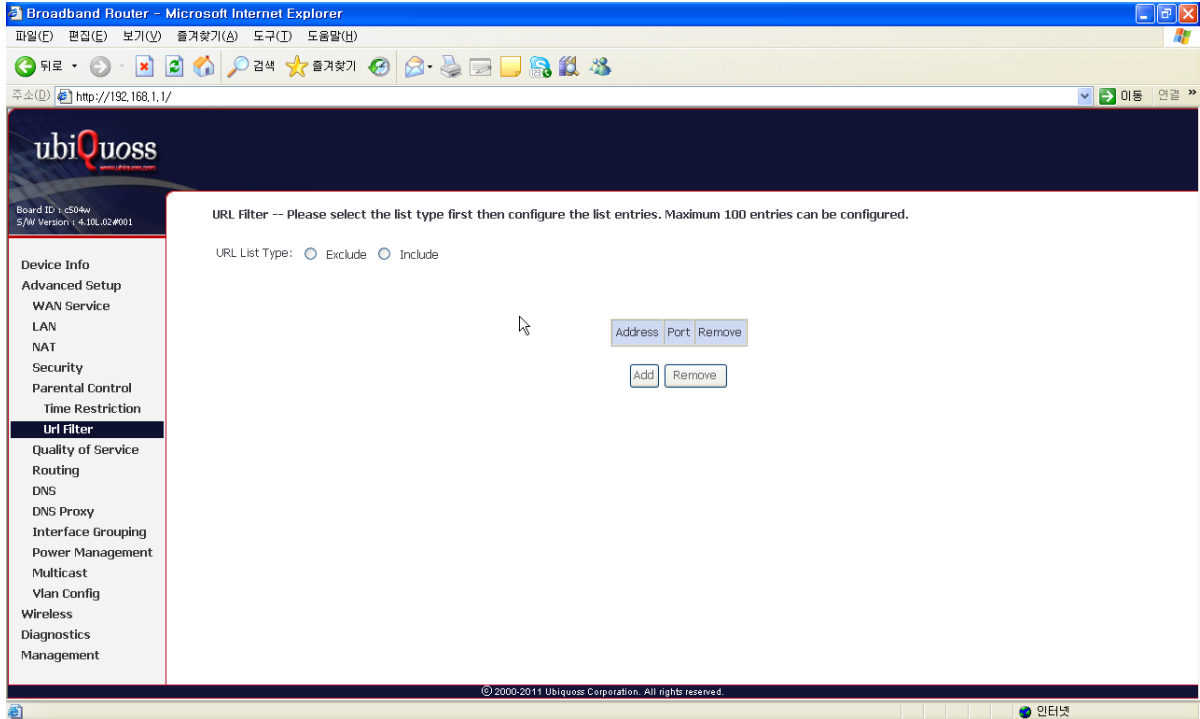 Broadband Router - Microsoft Internet Explorer
파일(F) 편집(E) 보기(V) 즐겨찾기(A) 도구(T) 도움말(H)
뒤로 검색 즐겨찾기
주소(D) http://192.168.1.1/ 이동 연결 »
ubiQuoss
www.ubiquoss.com
Board ID : c504w
S/W Version : 4.10L.02#001
URL Filter -- Please select the list type first then configure the list entries. Maximum 100 entries can be configured.
URL List Type: Exclude Include
Address Port Remove
Add Remove
Device Info
Advanced Setup
WAN Service
LAN
NAT
Security
Parental Control
Time Restriction
Url Filter
Quality of Service
Routing
DNS
DNS Proxy
Interface Grouping
Power Management
Multicast
Vlan Config
Wireless
Diagnostics
Management
© 2000-2011 Ubiquoss Corporation. All rights reserved.
인터넷